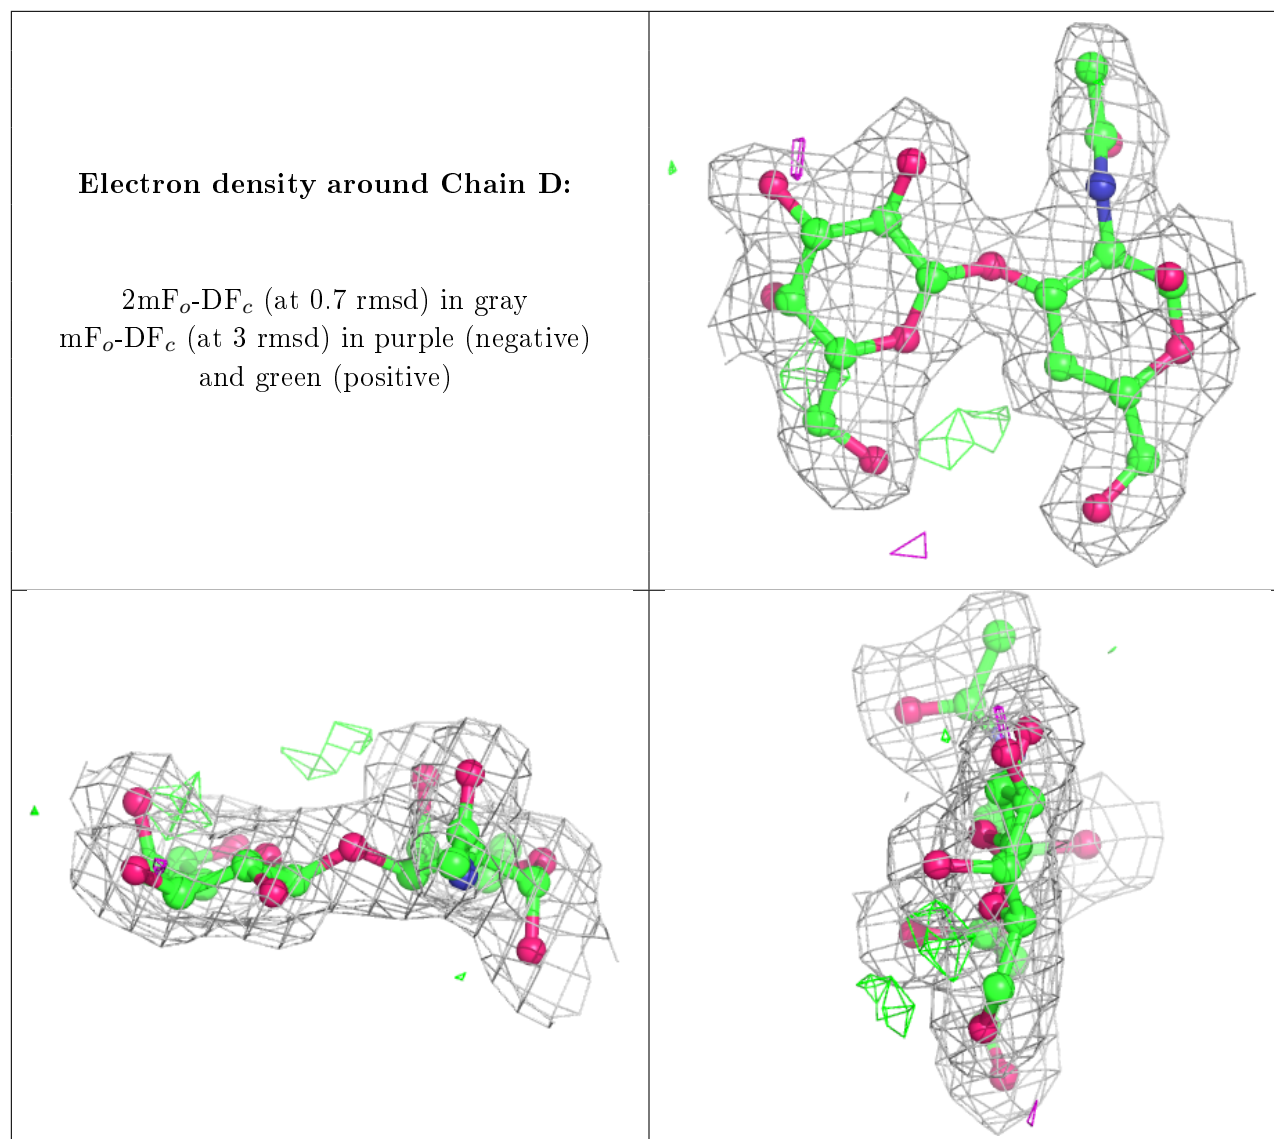 Electron density around Chain D:
2mFₒ-DF𝒸 (at 0.7 rmsd) in gray
mFₒ-DF𝒸 (at 3 rmsd) in purple (negative)
and green (positive)